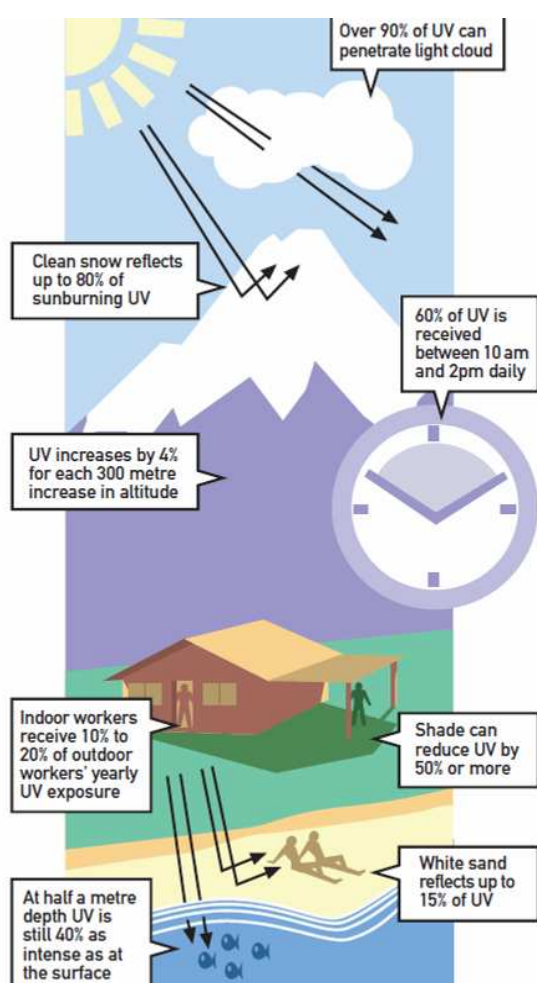 Over 90% of UV can
penetrate light cloud
Clean snow reflects
up to 80% of
sunburning UV
60% of UV is
received
between 10 am
and 2pm daily
UV increases by 4%
for each 300 metre
increase in altitude
Indoor workers
receive 10% to
20% of outdoor
workers' yearly
UV exposure
Shade can
reduce UV by
50% or more
White sand
reflects up to
15% of UV
At half a metre
depth UV is
still 40% as
intense as at
the surface